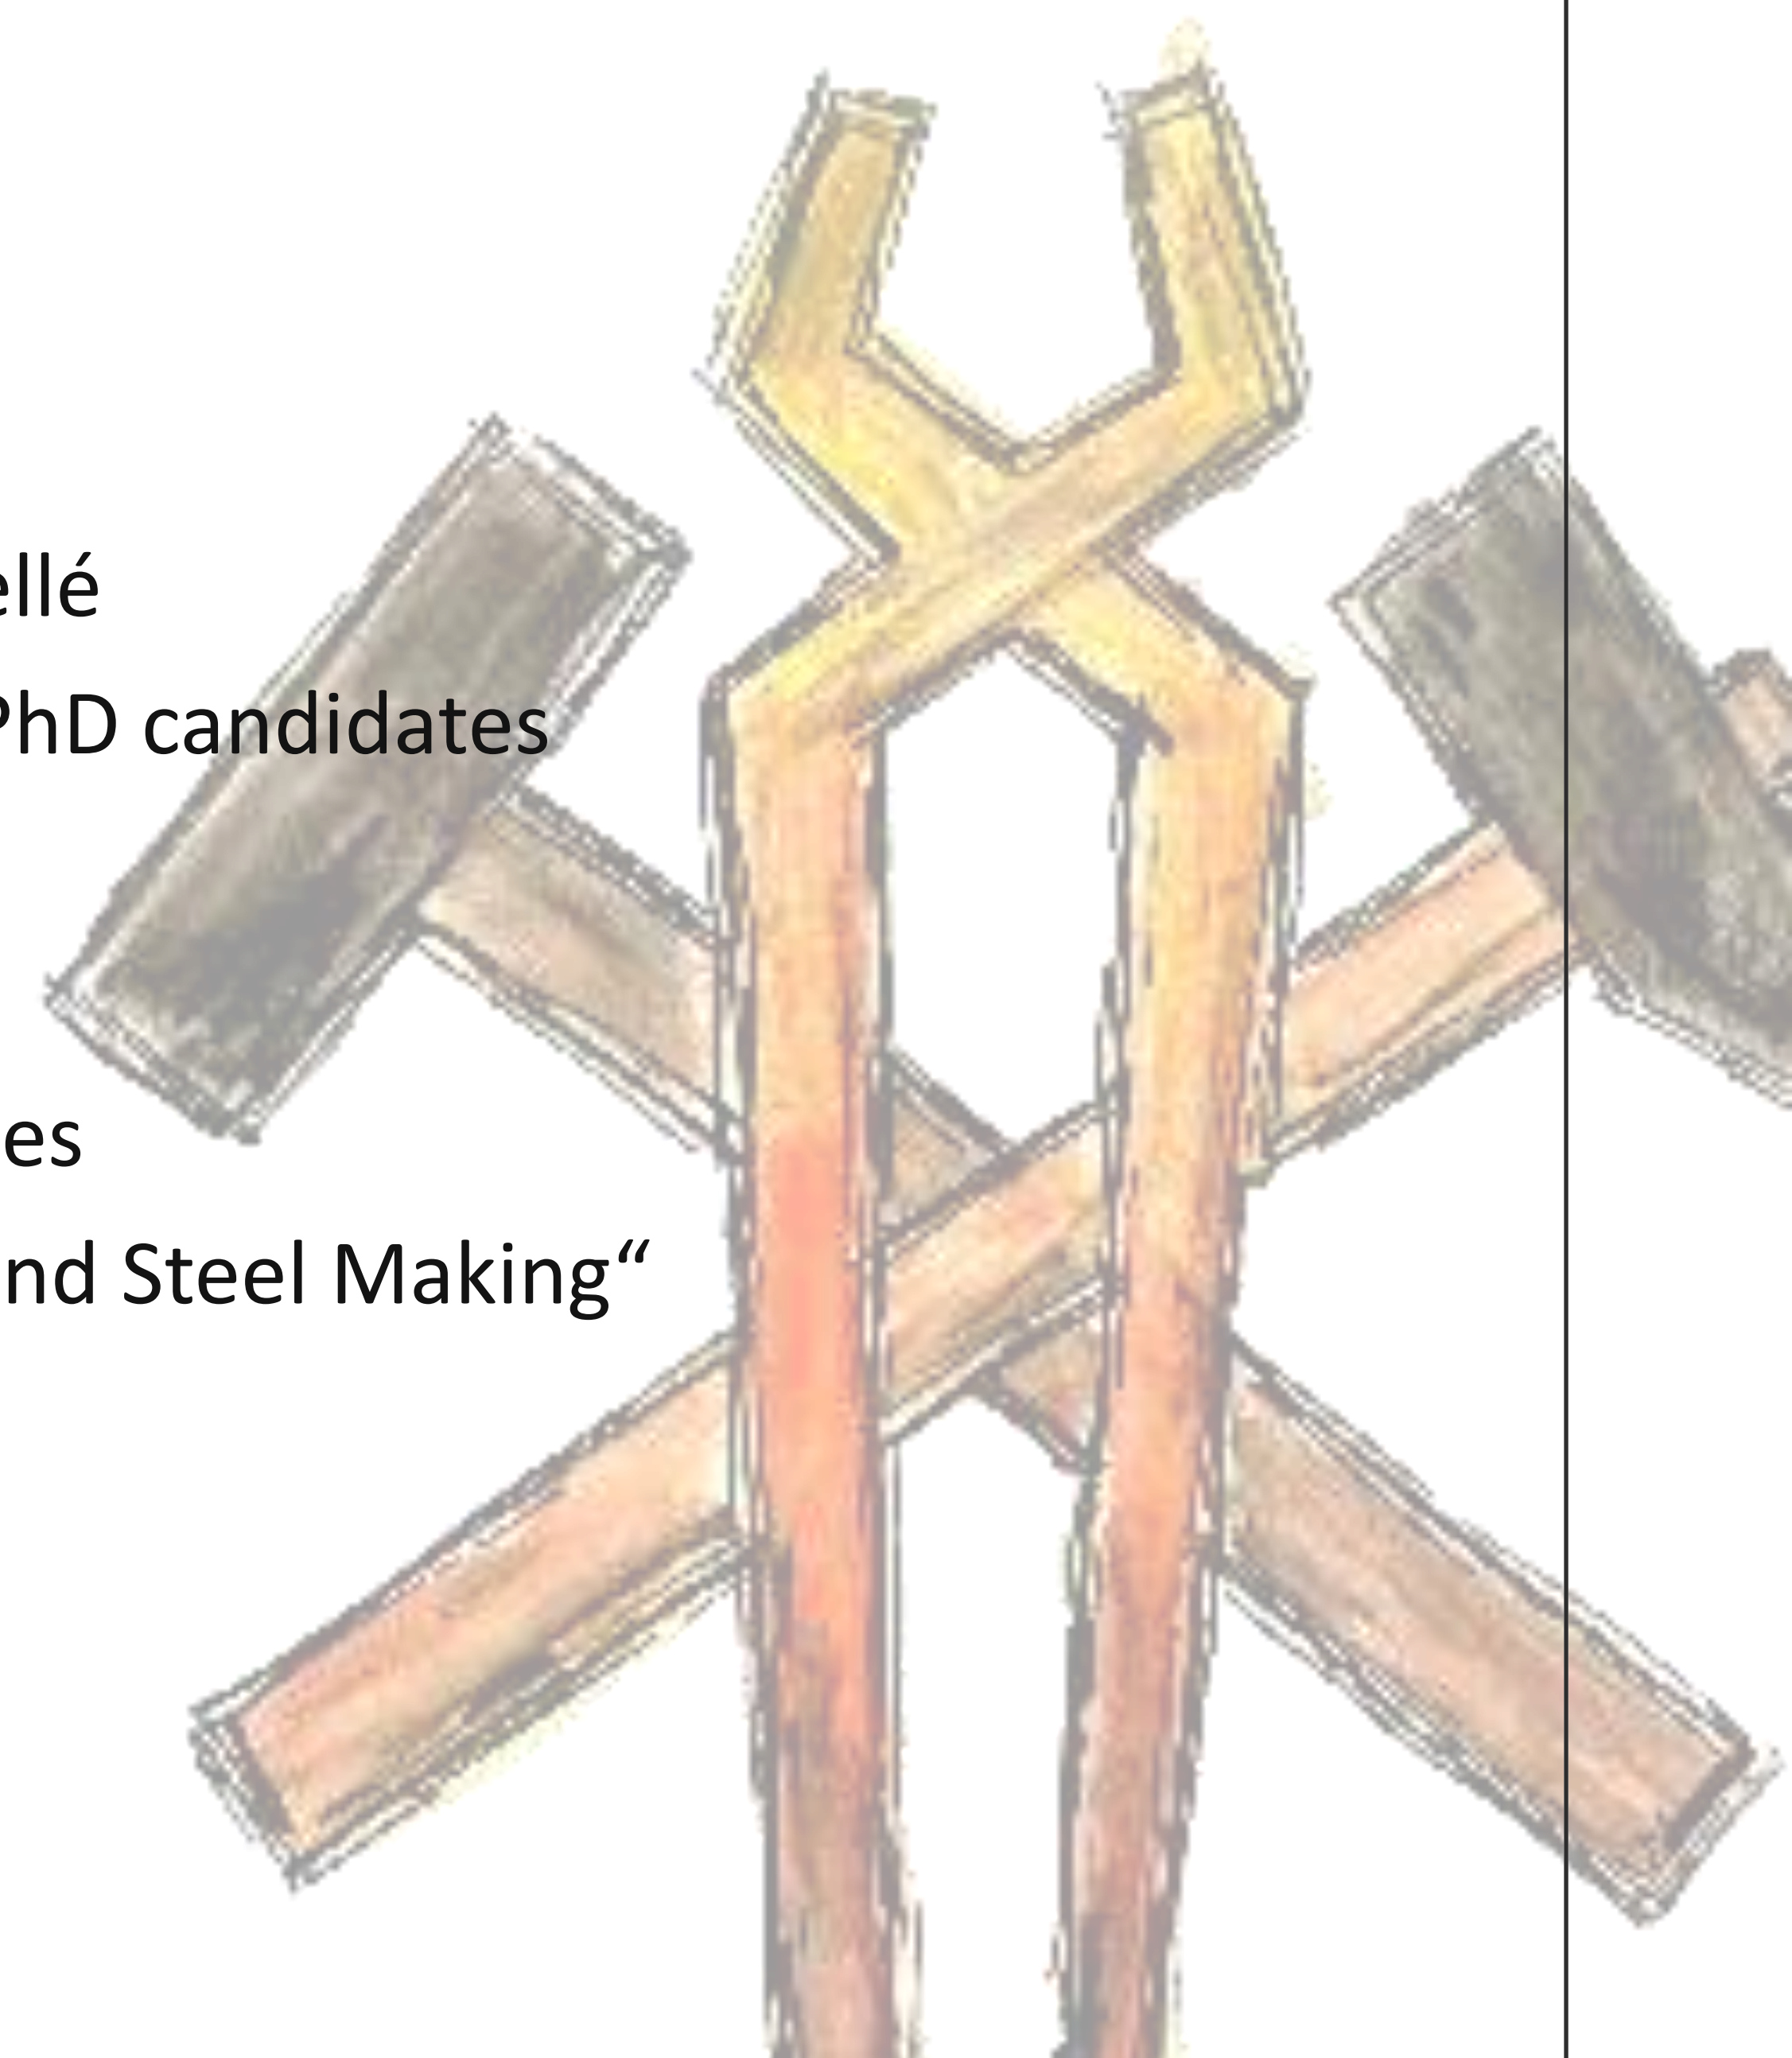 ellé
PhD candidates
es
nd Steel Making“